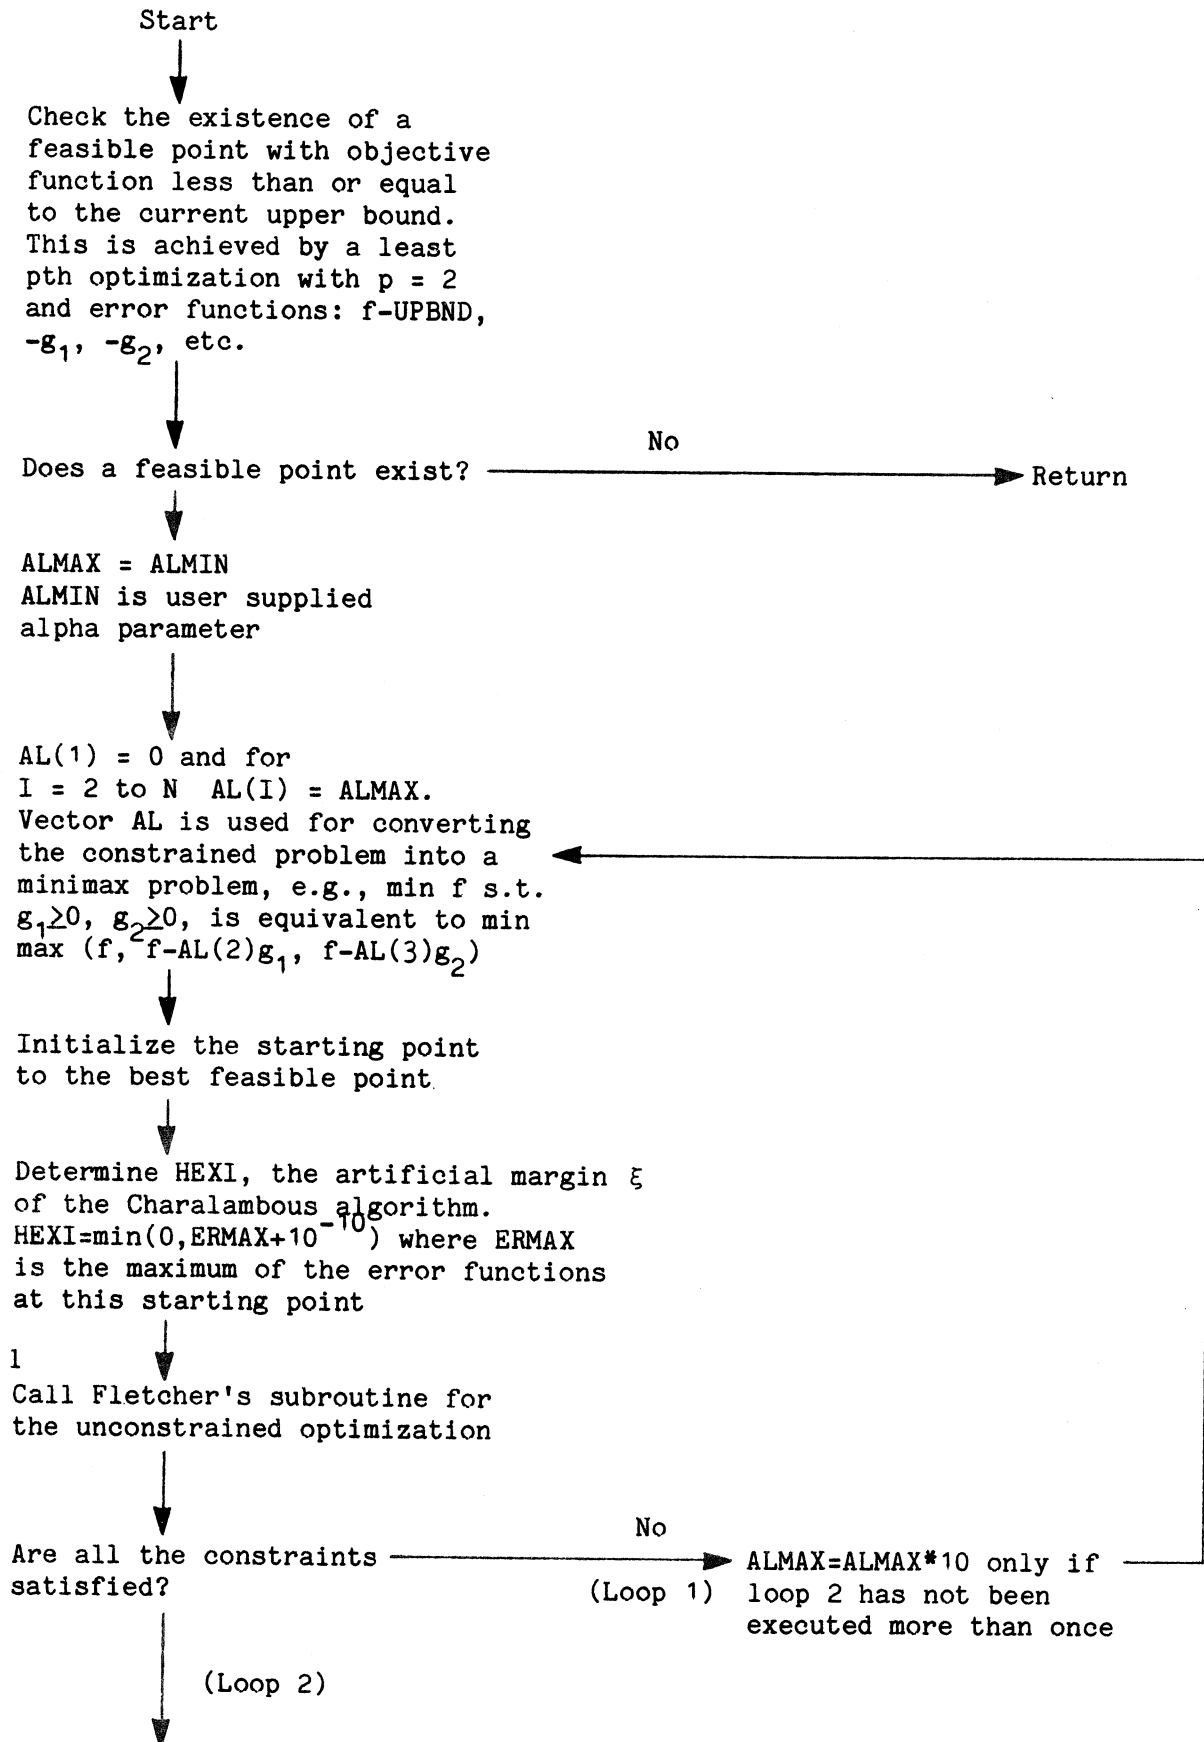 Start
Check the existence of a
feasible point with objective
function less than or equal
to the current upper bound.
This is achieved by a least
pth optimization with p = 2
and error functions: f-UPBND,
-g₁, -g₂, etc.
No
Does a feasible point exist?
Return
ALMAX = ALMIN
ALMIN is user supplied
alpha parameter
AL(1) = 0 and for
I = 2 to N  AL(I) = ALMAX.
Vector AL is used for converting
the constrained problem into a
minimax problem, e.g., min f s.t.
g₁≥0, g₂≥0, is equivalent to min
max (f, f-AL(2)g₁, f-AL(3)g₂)
Initialize the starting point
to the best feasible point
Determine HEXI, the artificial margin ξ
of the Charalambous algorithm.
HEXI=min(0,ERMAX+10⁻¹⁰) where ERMAX
is the maximum of the error functions
at this starting point
1
Call Fletcher's subroutine for
the unconstrained optimization
No
Are all the constraints
satisfied?
(Loop 1)
ALMAX=ALMAX*10 only if
loop 2 has not been
executed more than once
(Loop 2)